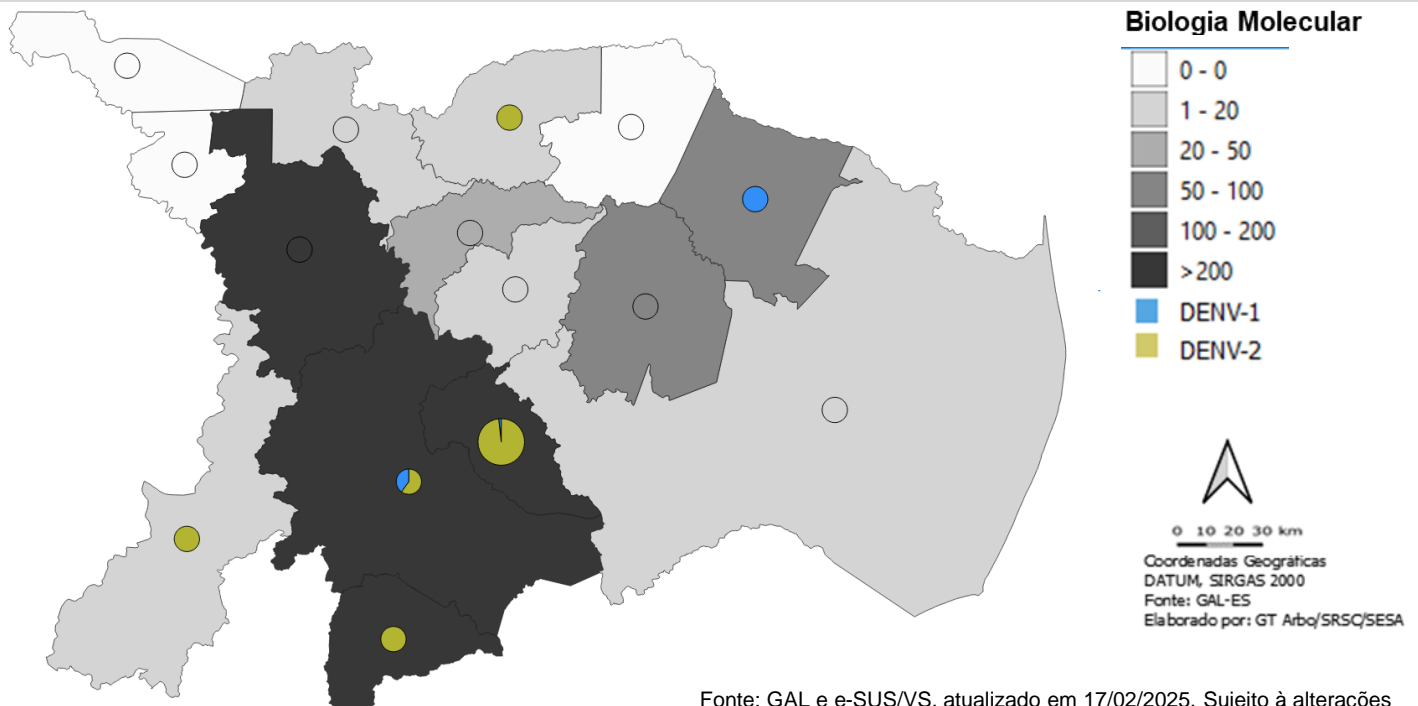 Biologia Molecular
0 - 0
1 - 20
20 - 50
50 - 100
100 - 200
>200
DENV-1
DENV-2
0 10 20 30 km
Coordenadas Geográficas
DATUM, SIRGAS 2000
Fonte: GAL-ES
Elaborado por: GT Arbo/SRSC/SESA
Fonte: GAL e e-SUS/VS, atualizado em 17/02/2025. Sujeito à alterações